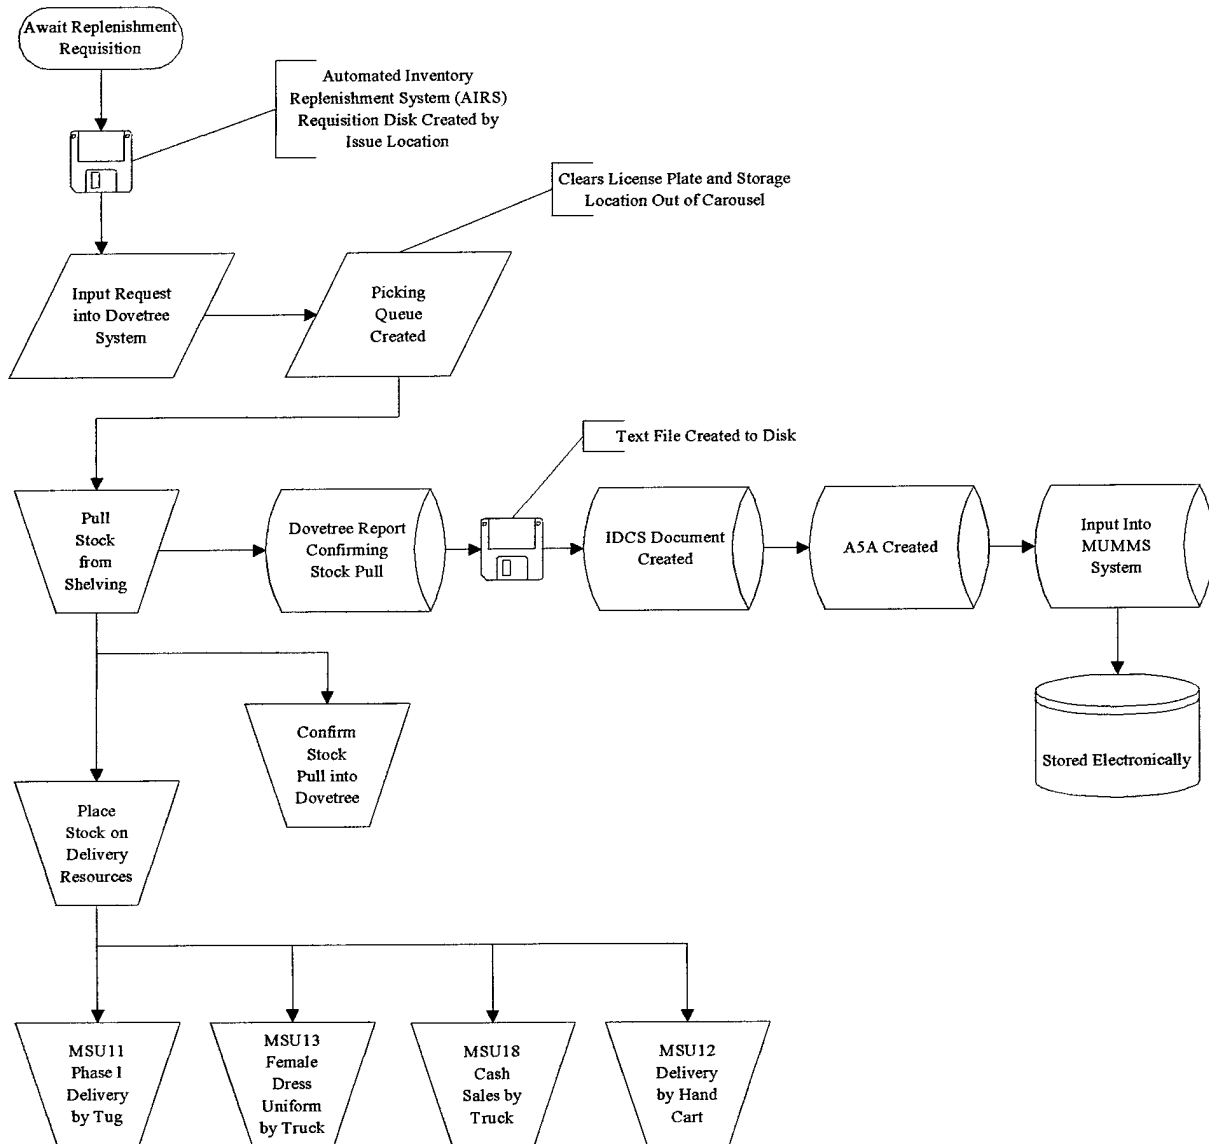 Await Replenishment
Requisition
Automated Inventory
Replenishment System (AIRS)
Requisition Disk Created by
Issue Location
Clears License Plate and Storage
Location Out of Carousel
Input Request
into Dovetree
System
Picking
Queue
Created
Text File Created to Disk
Pull
Stock
from
Shelving
Dovetree Report
Confirming
Stock Pull
IDCS Document
Created
A5A Created
Input Into
MUMMS
System
Stored Electronically
Confirm
Stock
Pull into
Dovetree
Place
Stock on
Delivery
Resources
MSU11
Phase I
Delivery
by Tug
MSU13
Female
Dress
Uniform
by Truck
MSU18
Cash
Sales by
Truck
MSU12
Delivery
by Hand
Cart